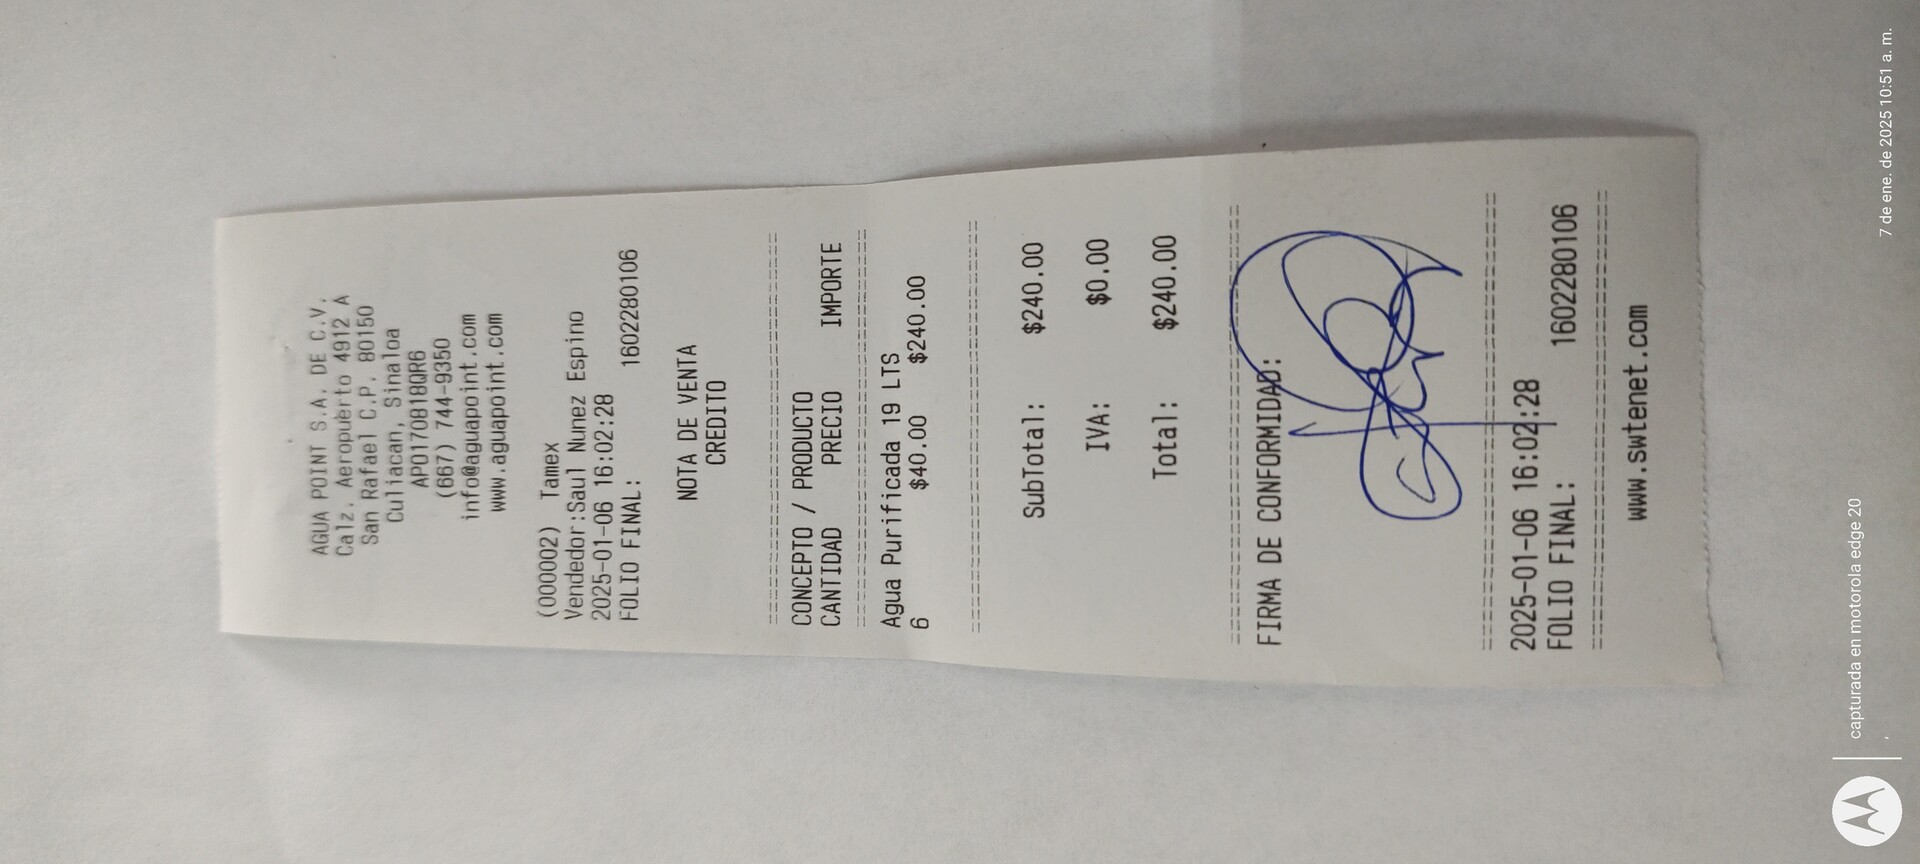 AGUA POINT S.A. DE C.V.
Calz. Aeropuerto 4912 A
San Rafael C.P. 80150
Culiacan, Sinaloa
APO170818QR6
(667) 744-9350
info@aguapoint.com
www.aguapoint.com
(000002) Tamex
Vendedor:Saul Nunez Espino
2025-01-06 16:02:28
FOLIO FINAL: 1602280106
NOTA DE VENTA
CREDITO
CONCEPTO / PRODUCTO
CANTIDAD PRECIO IMPORTE
Agua Purificada 19 LTS
6 $40.00 $240.00
SubTotal: $240.00
IVA: $0.00
Total: $240.00
FIRMA DE CONFORMIDAD:
2025-01-06 16:02:28
FOLIO FINAL: 1602280106
www.swtenet.com
capturada en motorola edge 20
7 de ene. de 2025 10:51 a. m.